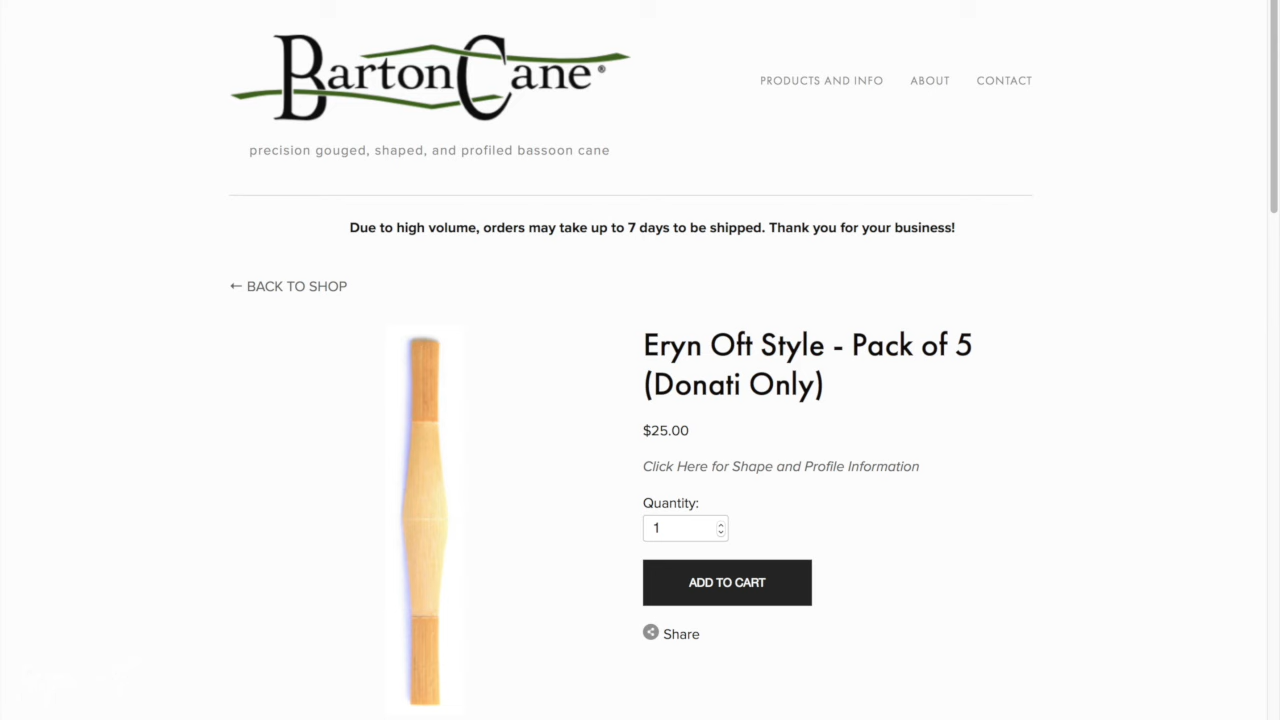 BartonCane®
PRODUCTS AND INFO
ABOUT
CONTACT
precision gouged, shaped, and profiled bassoon cane
Due to high volume, orders may take up to 7 days to be shipped. Thank you for your business!
← BACK TO SHOP
Eryn Oft Style - Pack of 5
(Donati Only)
$25.00
Click Here for Shape and Profile Information
Quantity:
1
ADD TO CART
Share